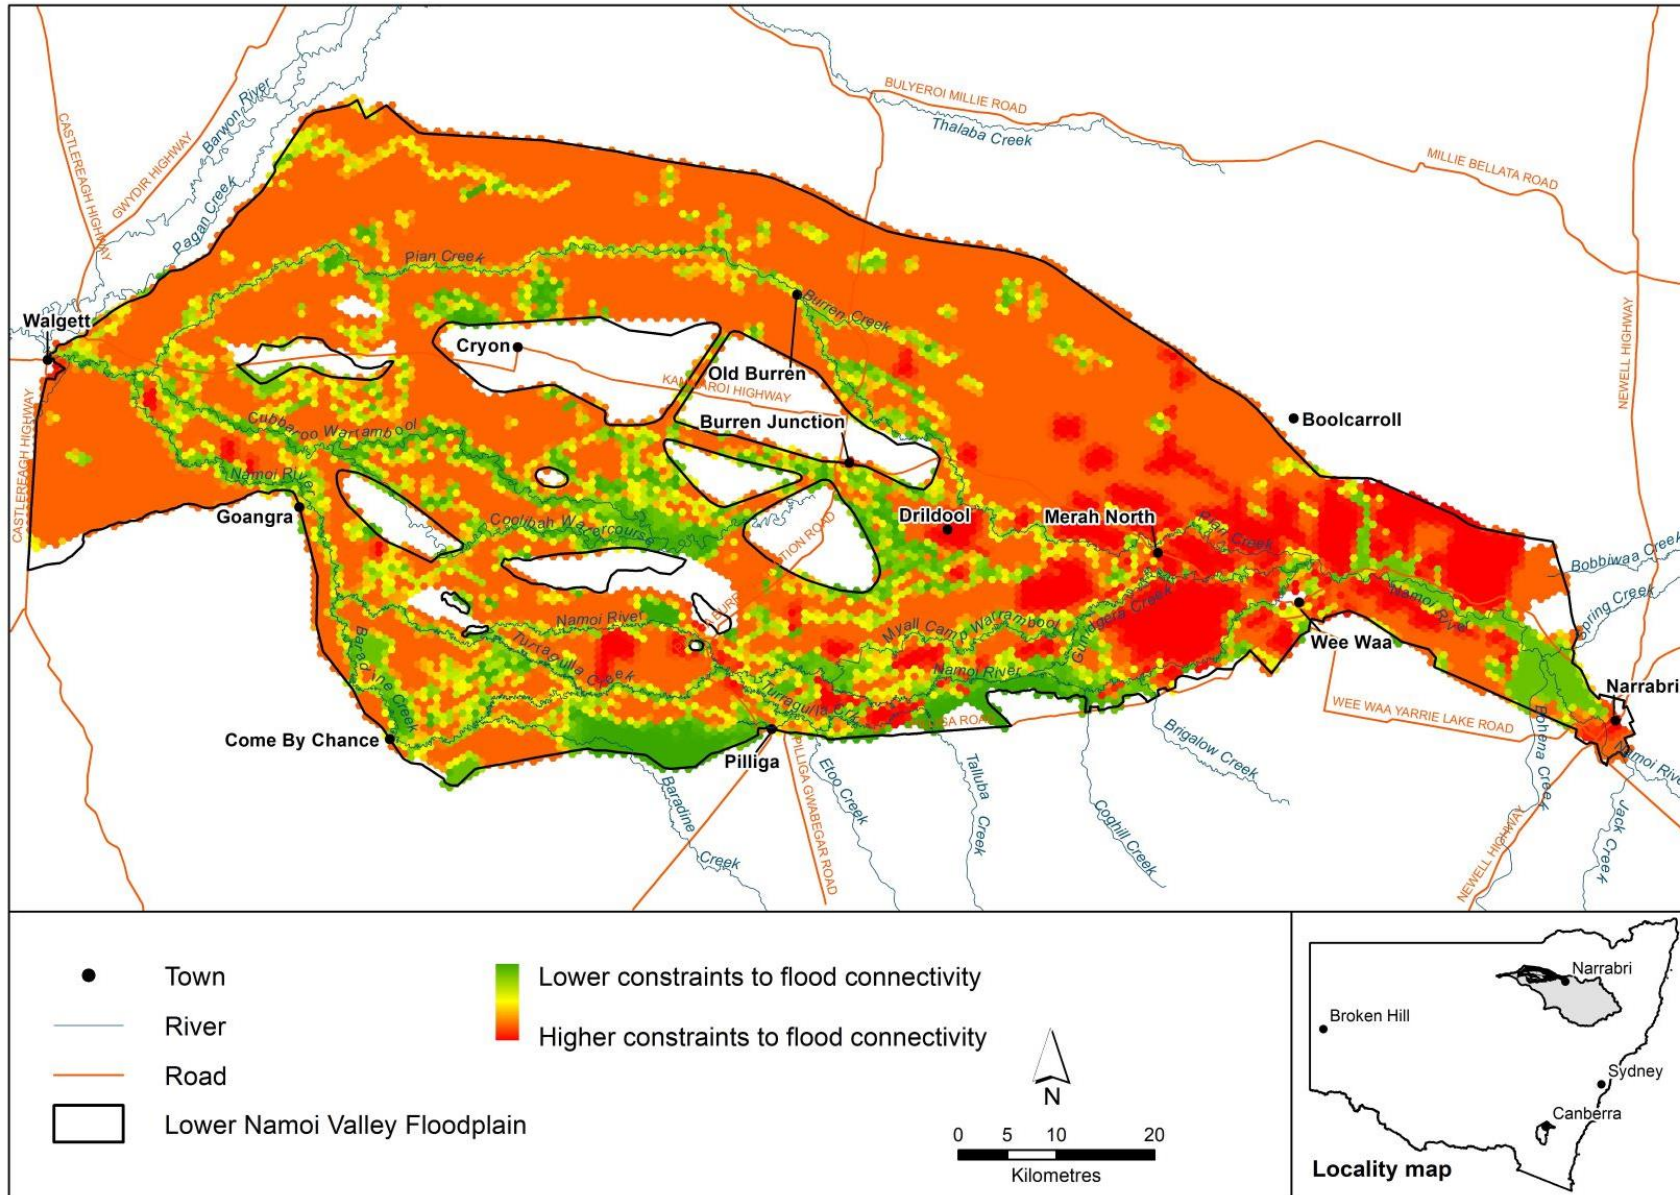 BULYEROI MILLIE ROAD
Thalaba Creek
MILLIE BELLATA ROAD
CASTLEREAGH HIGHWAY
GWYDIR HIGHWAY
Barwon River
Pagan Creek
Pian Creek
NEWELL HIGHWAY
Walgett
Cryon
Burren Creek
Old Burren
KAMILAROI HIGHWAY
Burren Junction
Boolcarroll
CASTLEREAGH HIGHWAY
Cubbaroo Warrambool
Namoi River
Goangra
Coolibah Watercourse
Drildool
Merah North
Pian Creek
Bobbiwaa Creek
Spring Creek
Namoi River
Namoi River
Turragulla Creek
Myall Camp Warrambool
Gunidgera Creek
Wee Waa
Namoi River
Baradine Creek
Turragulla
Narrabri
WEE WAA YARRIE LAKE ROAD
Come By Chance
Pilliga
ROAD
Brigalow Creek
Bohena Creek
Namoi River
Baradine
Creek
PILLIGA GWABEGAR ROAD
Etoo Creek
Talluba
Creek
Coghill Creek
NEWELL HIGHWAY
Jack Creek
Town
River
Road
Lower Namoi Valley Floodplain
Lower constraints to flood connectivity
Higher constraints to flood connectivity
N
0 5 10 20
Kilometres
Narrabri
Broken Hill
Sydney
Canberra
Locality map